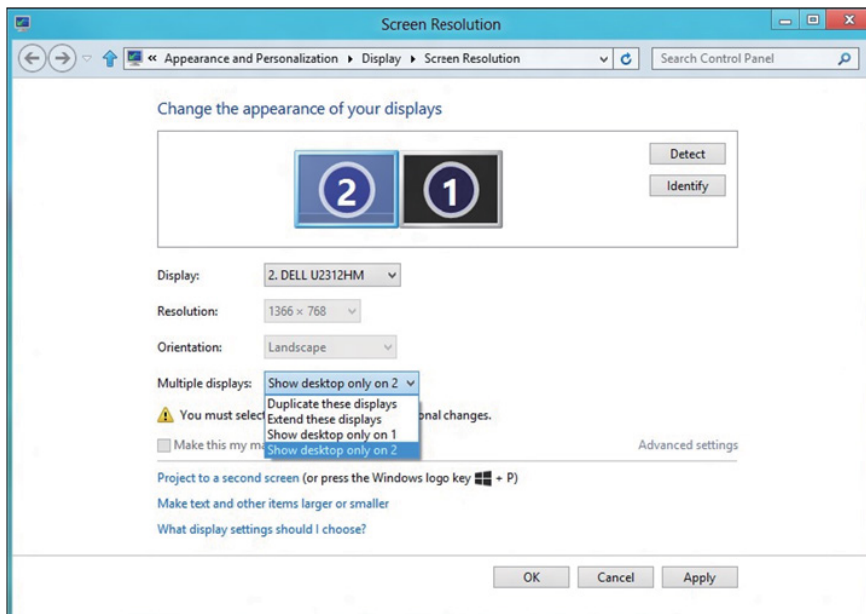 Screen Resolution
« Appearance and Personalization Display Screen Resolution
Search Control Panel
Change the appearance of your displays
2 1
Detect
Identify
Display: 2. DELL U2312HM
Resolution: 1366 × 768
Orientation: Landscape
Multiple displays: Show desktop only on 2
Duplicate these displays
You must select onal changes.
Extend these displays
Show desktop only on 1
Make this my Advanced settings
Show desktop only on 2
Project to a second screen (or press the Windows logo key + P)
Make text and other items larger or smaller
What display settings should I choose?
OK Cancel Apply